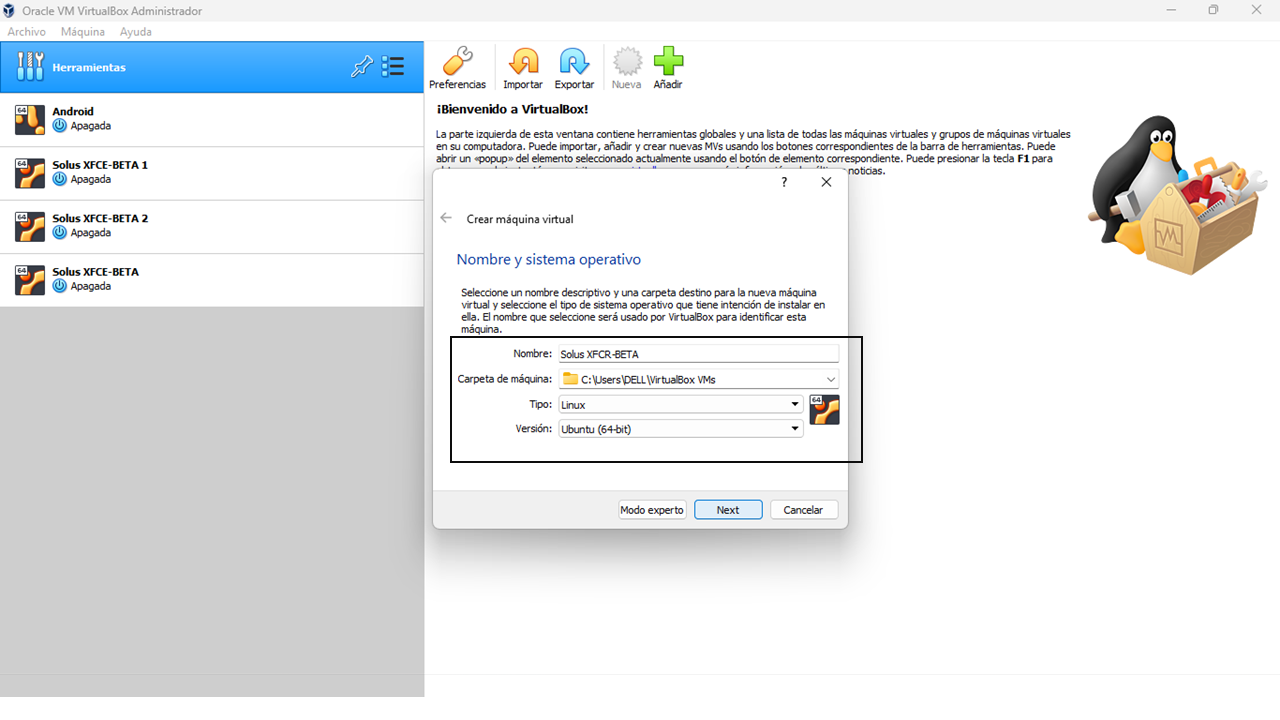 Oracle VM VirtualBox Administrador
Archivo Máquina Ayuda
Herramientas
Preferencias Importar Exportar Nueva Añadir
64
Android
Apagada
64
Solus XFCE-BETA 1
Apagada
64
Solus XFCE-BETA 2
Apagada
64
Solus XFCE-BETA
Apagada
¡Bienvenido a VirtualBox!
La parte izquierda de esta ventana contiene herramientas globales y una lista de todas las máquinas virtuales y grupos de máquinas virtuales
en su computadora. Puede importar, añadir y crear nuevas MVs usando los botones correspondientes de la barra de herramientas. Puede
abrir un «popup» del elemento seleccionado actualmente usando el botón de elemento correspondiente. Puede presionar la tecla F1 para
noticias.
?
Crear máquina virtual
Nombre y sistema operativo
Seleccione un nombre descriptivo y una carpeta destino para la nueva máquina
virtual y seleccione el tipo de sistema operativo que tiene intención de instalar en
ella. El nombre que seleccione será usado por VirtualBox para identificar esta
máquina.
Nombre: Solus XFCR-BETA
Carpeta de máquina: C:\Users\DELL\VirtualBox VMs
Tipo: Linux
64
Versión: Ubuntu (64-bit)
Modo experto Next Cancelar